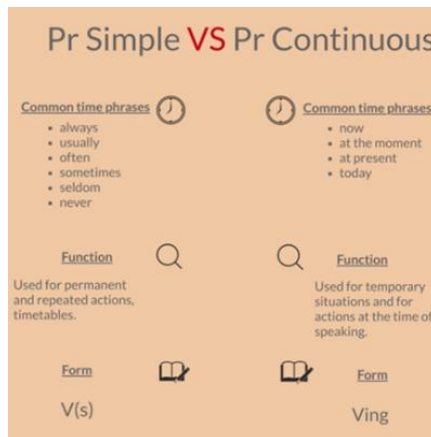 Pr Simple VS Pr Continuous
Common time phrases
always
usually
often
sometimes
seldom
never
Common time phrases
now
at the moment
at present
today
Function
Used for permanent
and repeated actions,
timetables.
Function
Used for temporary
situations and for
actions at the time of
speaking.
Form
V(s)
Form
Ving